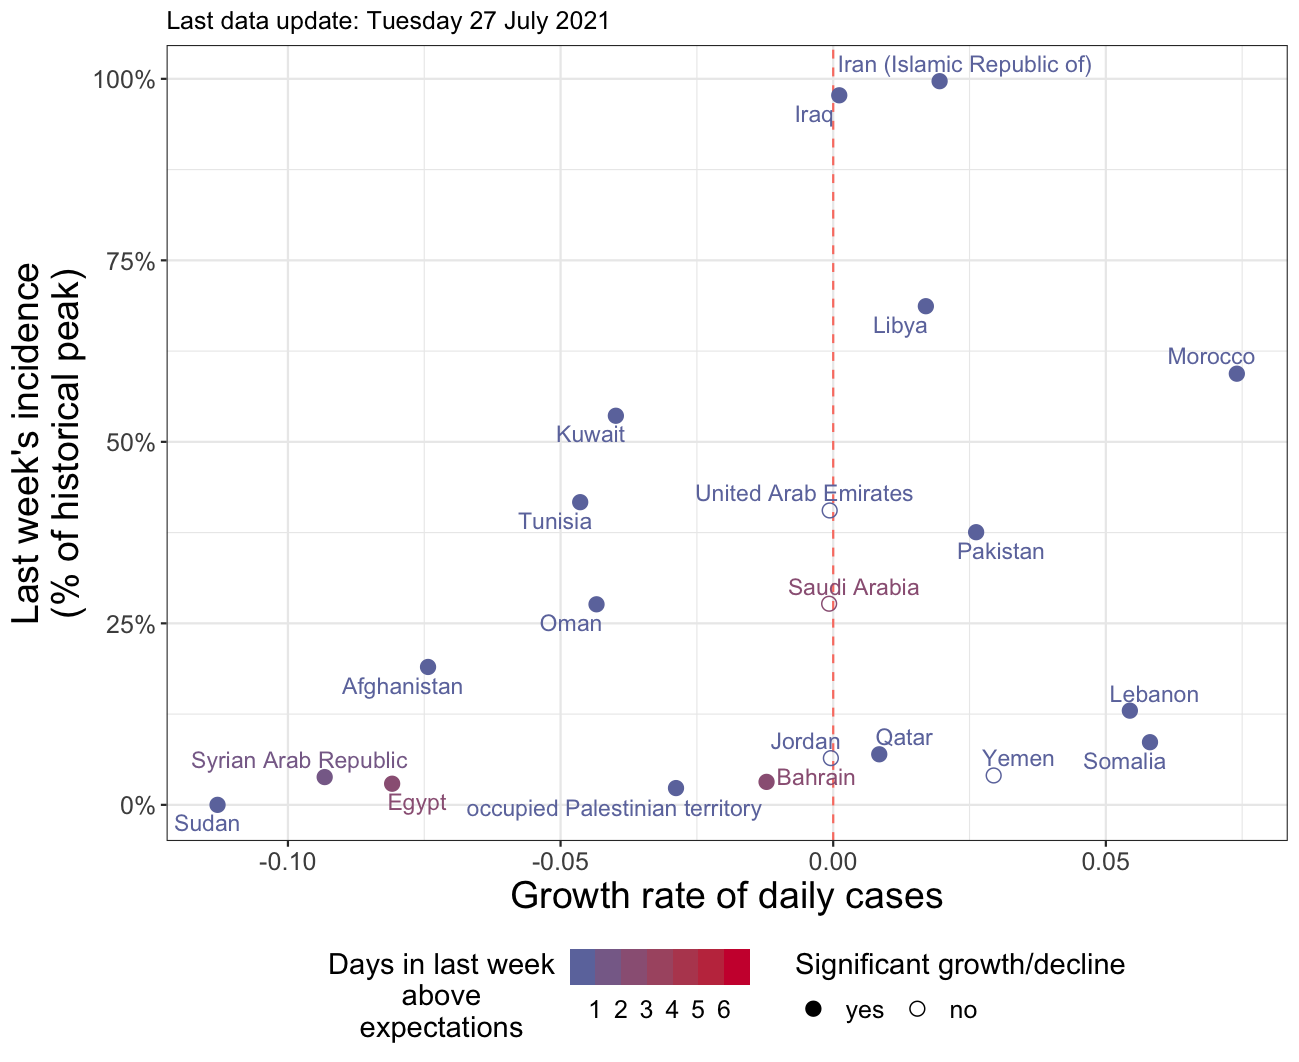 Last data update: Tuesday 27 July 2021
Last week's incidence
(% of historical peak)
100%
75%
50%
25%
0%
Iran (Islamic Republic of)
Iraq
Libya
Morocco
Kuwait
United Arab Emirates
Tunisia
Pakistan
Saudi Arabia
Oman
Afghanistan
Lebanon
Jordan
Qatar
Syrian Arab Republic
Yemen
Somalia
Bahrain
Egypt
occupied Palestinian territory
Sudan
-0.10
-0.05
0.00
0.05
Growth rate of daily cases
Days in last week
above
expectations
1 2 3 4 5 6
Significant growth/decline
yes
no